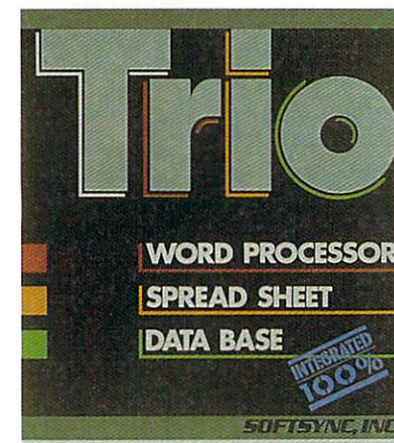 Trio
WORD PROCESSOR
SPREAD SHEET
DATA BASE
INTEGRATED
100%
SOFTSYNC, INC